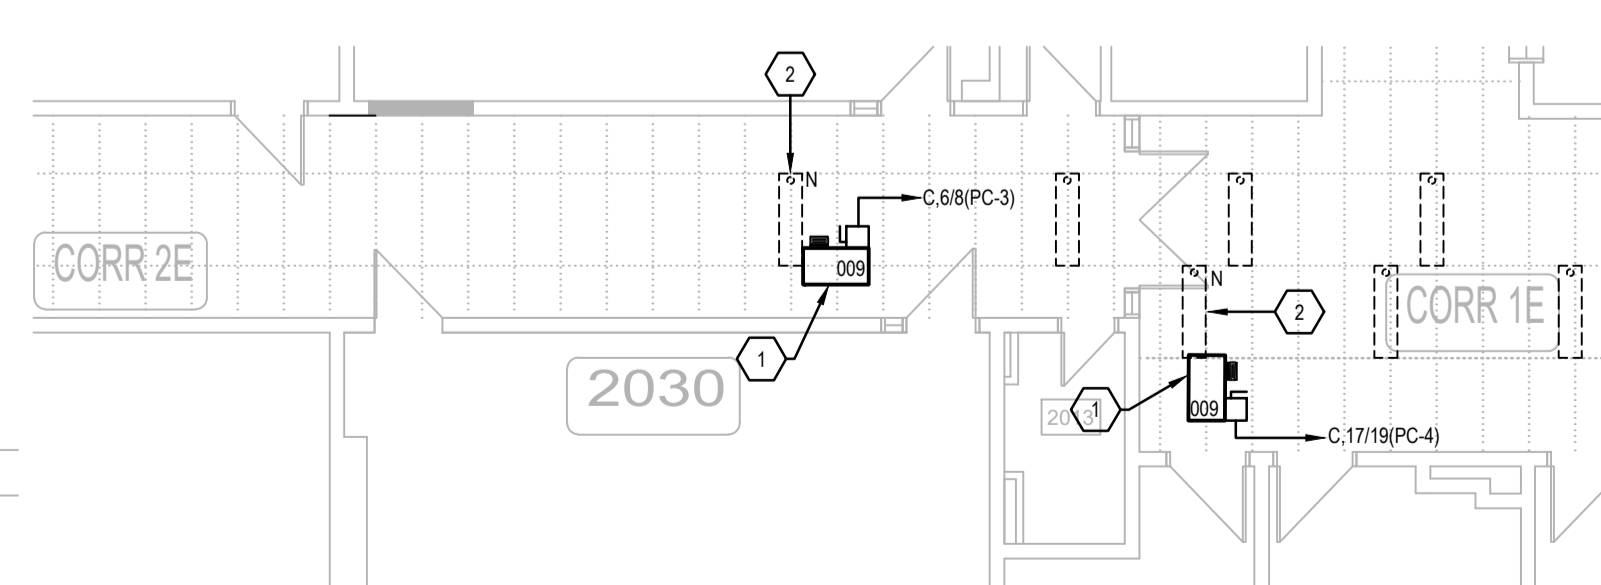 2
N
C,6/8(PC-3)
CORR 2E
009
N
CORR 1E
2
1
2030
1
2013
009
C,17/19(PC-4)